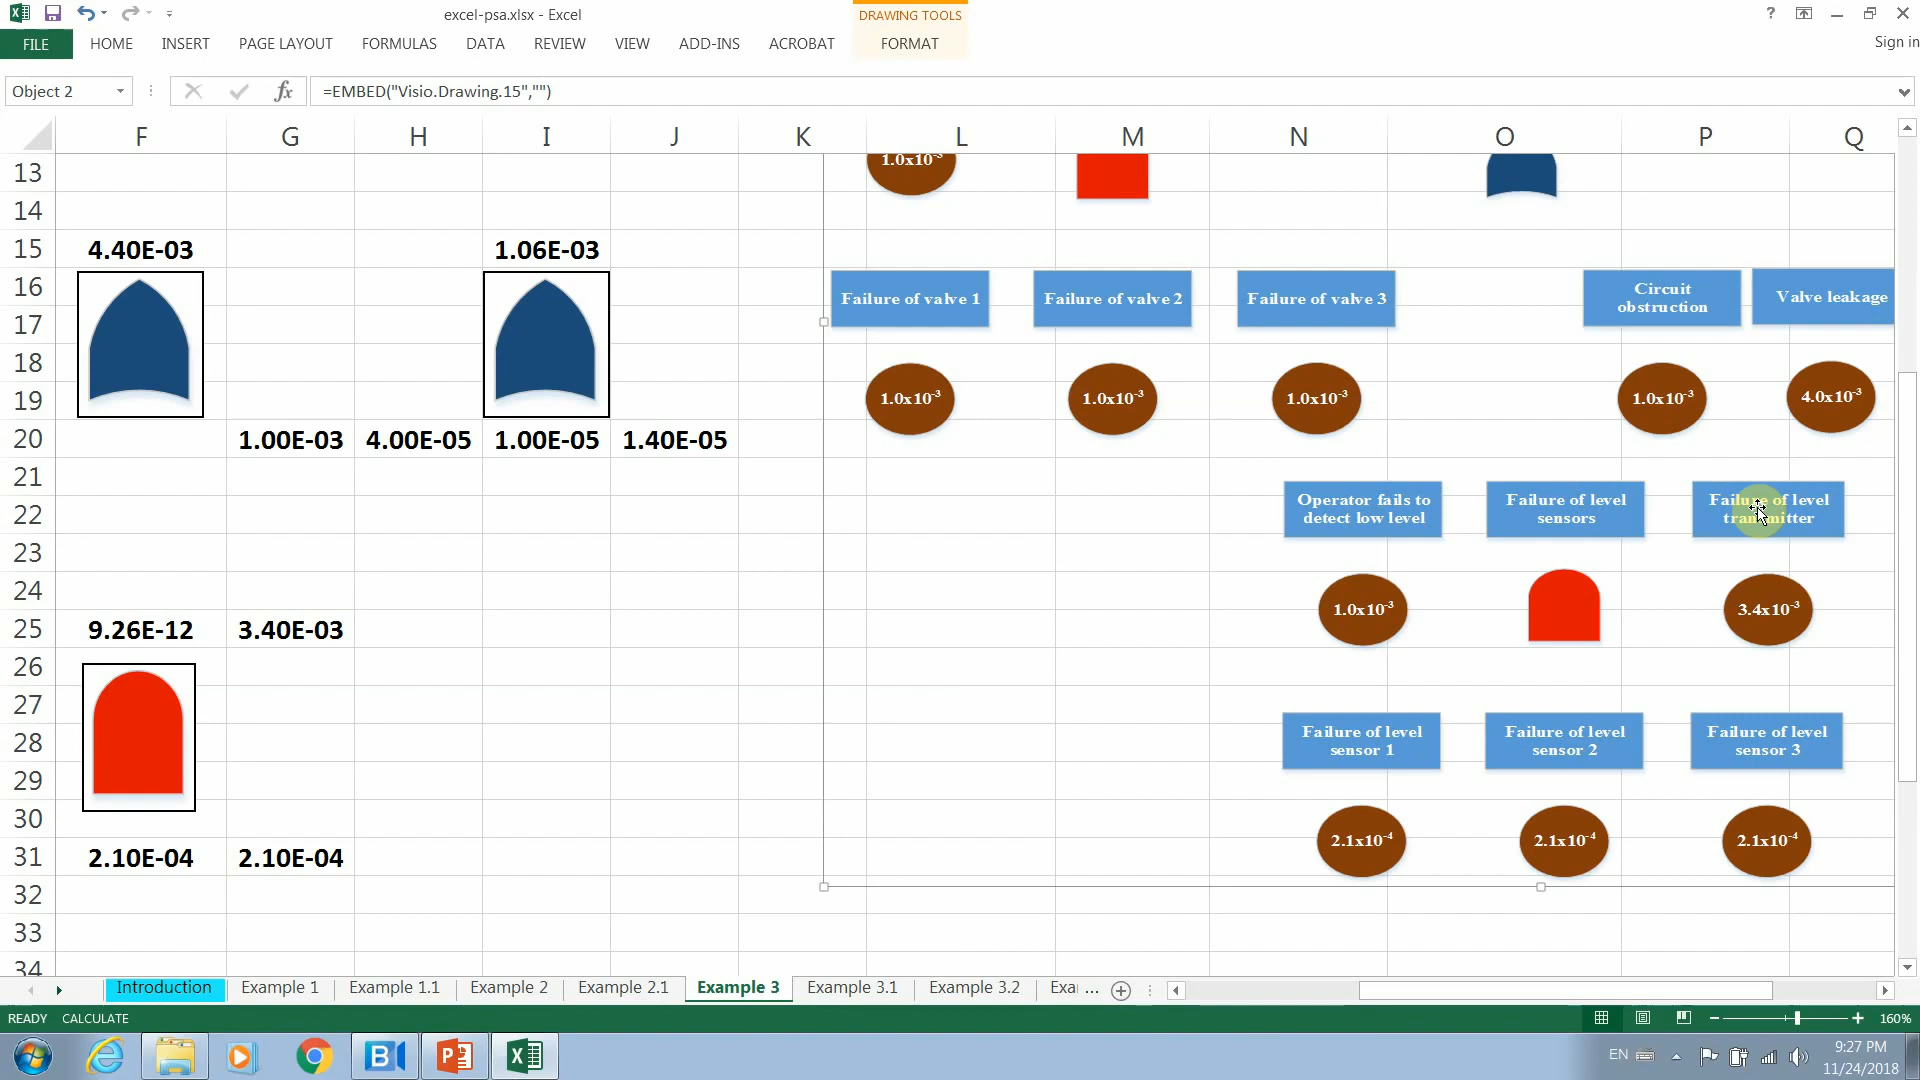 excel-psa.xlsx - Excel
DRAWING TOOLS
?
FILE
HOME
INSERT
PAGE LAYOUT
FORMULAS
DATA
REVIEW
VIEW
ADD-INS
ACROBAT
FORMAT
Sign in
Object 2
fx
=EMBED("Visio.Drawing.15","")
F G H I J K L M N O P Q
13
1.0x10-3
14
15 4.40E-03 1.06E-03
16
17
Failure of valve 1
Failure of valve 2
Failure of valve 3
Circuit
obstruction
Valve leakage
18
19
1.0x10-3
1.0x10-3
1.0x10-3
1.0x10-3
4.0x10-3
20 1.00E-03 4.00E-05 1.00E-05 1.40E-05
21
22
Operator fails to
detect low level
Failure of level
sensors
Failure of level
transmitter
23
24
1.0x10-3
3.4x10-3
25 9.26E-12 3.40E-03
26
27
28
Failure of level
sensor 1
Failure of level
sensor 2
Failure of level
sensor 3
29
30
2.1x10-4
2.1x10-4
2.1x10-4
31 2.10E-04 2.10E-04
32
33
34
Introduction
Example 1
Example 1.1
Example 2
Example 2.1
Example 3
Example 3.1
Example 3.2
Exa ...
READY CALCULATE
160%
EN
9:27 PM
11/24/2018